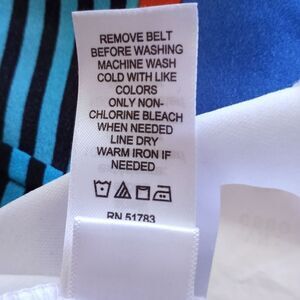 REMOVE BELT
BEFORE WASHING
MACHINE WASH
COLD WITH LIKE
COLORS
ONLY NON-
CHLORINE BLEACH
WHEN NEEDED
LINE DRY
WARM IRON IF
NEEDED
RN 51783